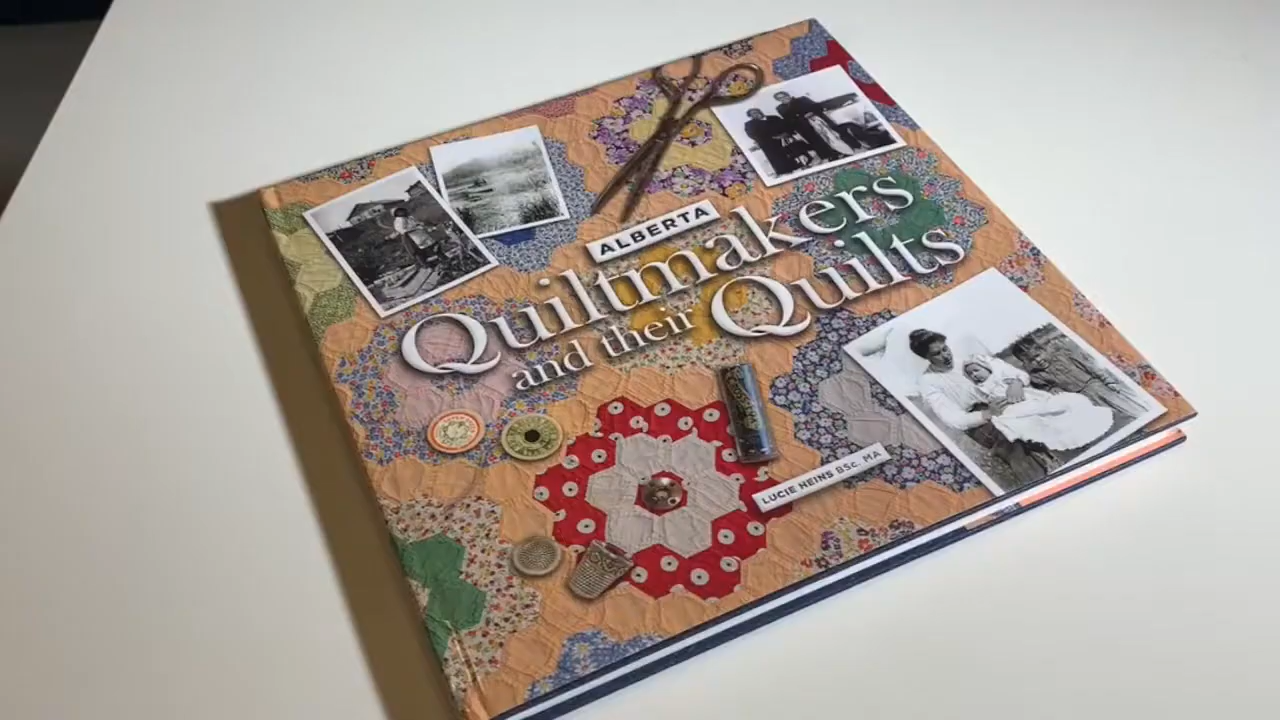 ALBERTA
Quiltmakers
and their Quilts
LUCIE HEINS BSc. MA